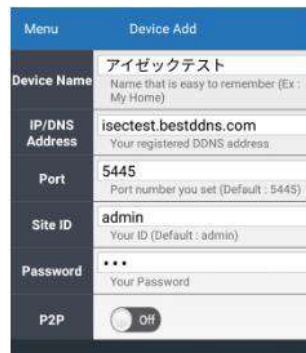 Menu Device Add
Device Name アイゼックテスト
Name that is easy to remember (Ex : My Home)
IP/DNS Address isectest.bestddns.com
Your registered DDNS address
Port 5445
Port number you set (Default : 5445)
Site ID admin
Your ID (Default : admin)
Password •••
Your Password
P2P Off